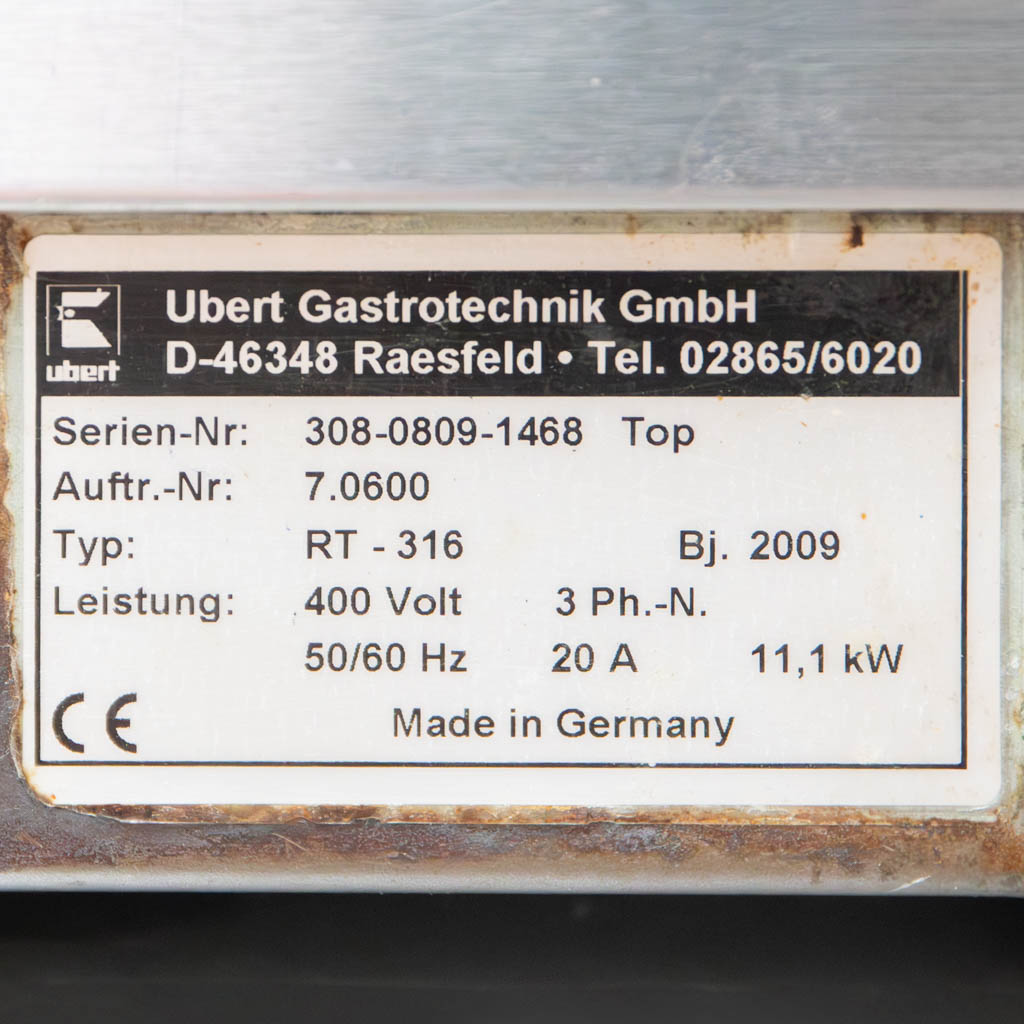 ubert
Ubert Gastrotechnik GmbH
D-46348 Raesfeld • Tel. 02865/6020
Serien-Nr: 308-0809-1468 Top
Auftr.-Nr: 7.0600
Typ: RT - 316 Bj. 2009
Leistung: 400 Volt 3 Ph.-N.
50/60 Hz 20 A 11,1 kW
CE Made in Germany